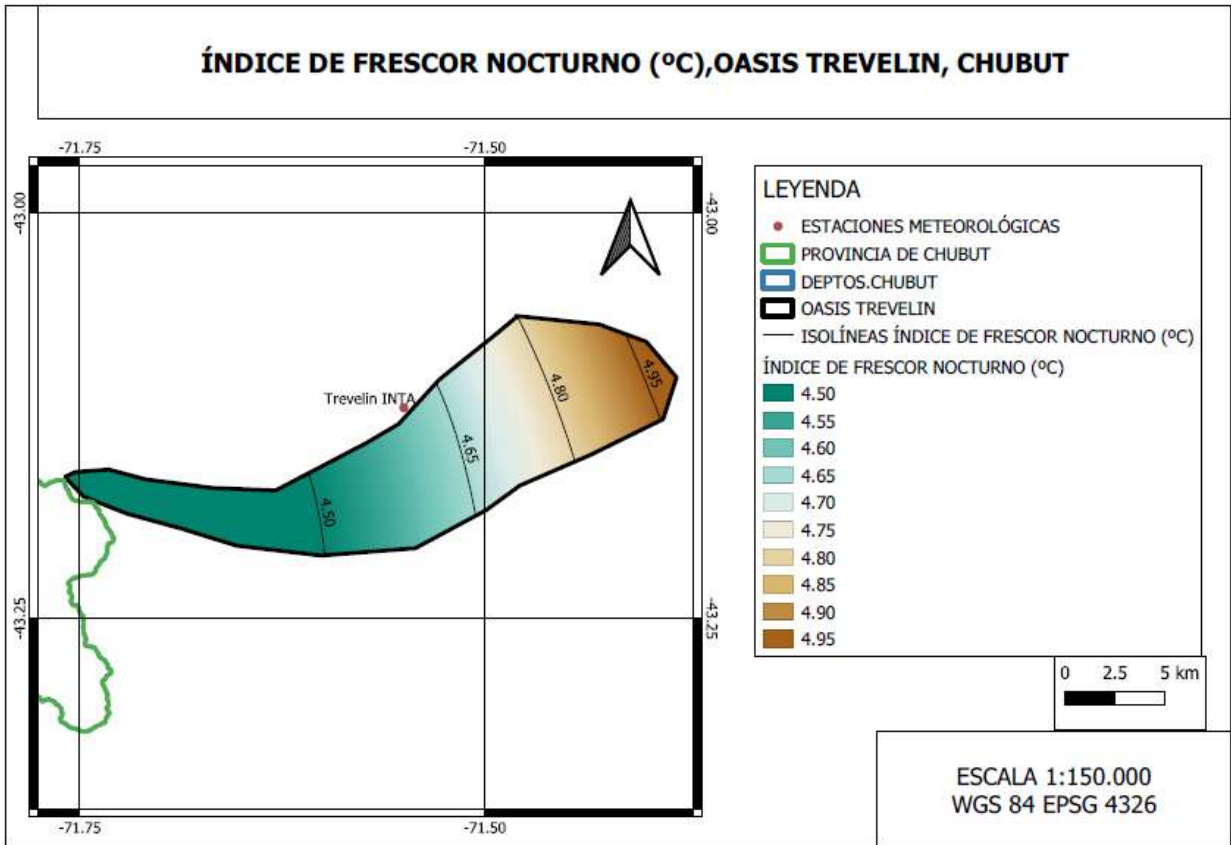 ÍNDICE DE FRESCOR NOCTURNO (ºC),OASIS TREVELIN, CHUBUT
-71.75
-71.50
-43.00
-43.00
Trevelin INTA
4.50
4.65
4.80
4.95
-43.25
-43.25
-71.75
-71.50
LEYENDA
ESTACIONES METEOROLÓGICAS
PROVINCIA DE CHUBUT
DEPTOS.CHUBUT
OASIS TREVELIN
ISOLÍNEAS ÍNDICE DE FRESCOR NOCTURNO (ºC)
ÍNDICE DE FRESCOR NOCTURNO (ºC)
4.50
4.55
4.60
4.65
4.70
4.75
4.80
4.85
4.90
4.95
0 2.5 5 km
ESCALA 1:150.000
WGS 84 EPSG 4326